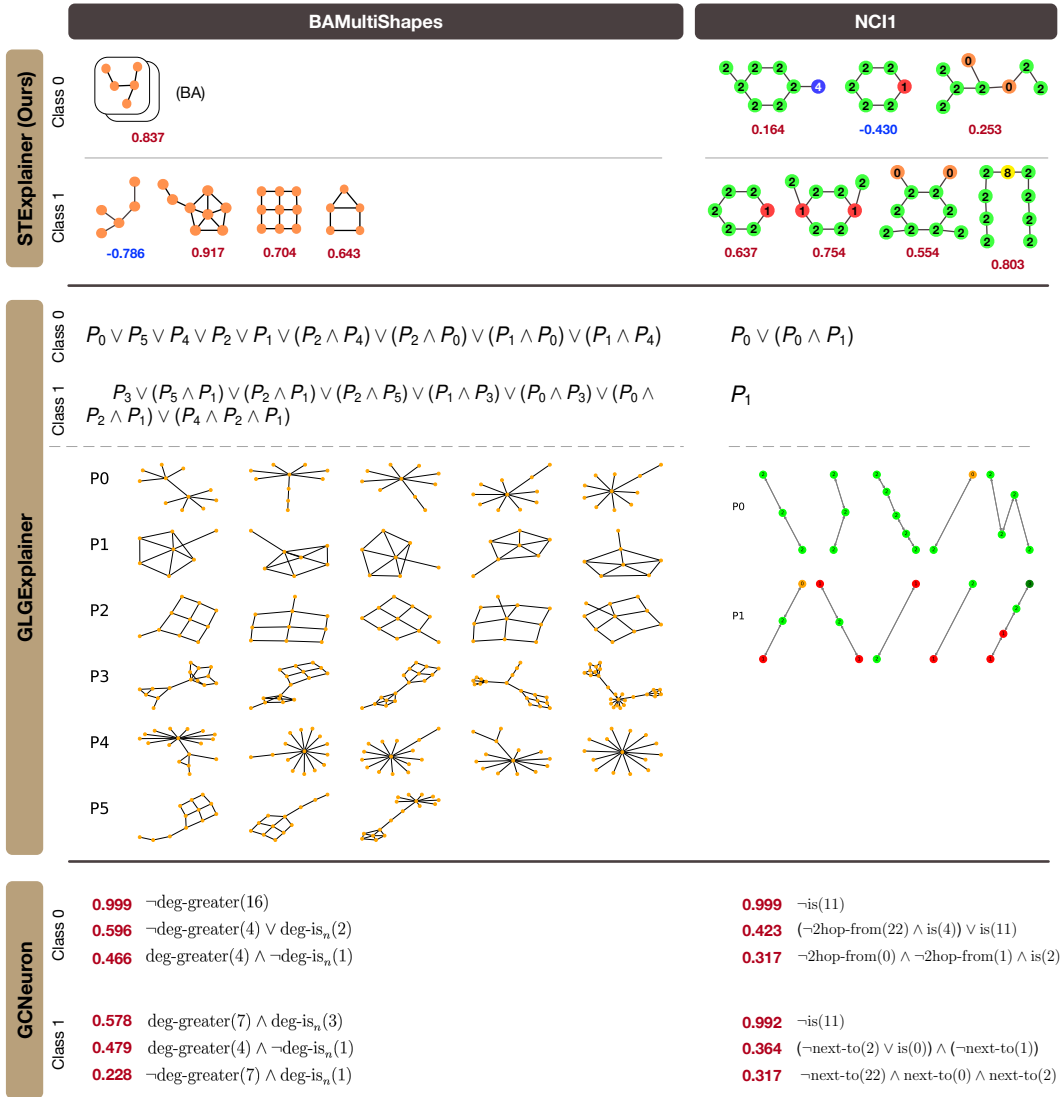 BAMultiShapes
NCI1
STExplainer (Ours)
Class 0
(BA)
0.837
2 2 2 2 2 2 2 4
0.164
2 2 2 2 2 1
-0.430
0 2 2 2 2 0 2 2
0.253
Class 1
-0.786
0.917
0.704
0.643
2 2 2 2 2 1
0.637
2 2 2 2 1 1 2 2
0.754
0 0 2 2 2 2 2 2 2 2
0.554
2 8 2 2 2 2 2 2 2
0.803
GLGExplainer
Class 0
P₀ ∨ P₅ ∨ P₄ ∨ P₂ ∨ P₁ ∨ (P₂ ∧ P₄) ∨ (P₂ ∧ P₀) ∨ (P₁ ∧ P₀) ∨ (P₁ ∧ P₄)
P₀ ∨ (P₀ ∧ P₁)
Class 1
P₃ ∨ (P₅ ∧ P₁) ∨ (P₂ ∧ P₁) ∨ (P₂ ∧ P₅) ∨ (P₁ ∧ P₃) ∨ (P₀ ∧ P₃) ∨ (P₀ ∧
P₂ ∧ P₁) ∨ (P₄ ∧ P₂ ∧ P₁)
P₁
P0
P1
P2
P3
P4
P5
P0
P1
GCNeuron
Class 0
0.999 ¬deg-greater(16)
0.596 ¬deg-greater(4) ∨ deg-isₙ(2)
0.466 deg-greater(4) ∧ ¬deg-isₙ(1)
0.999 ¬is(11)
0.423 (¬2hop-from(22) ∧ is(4)) ∨ is(11)
0.317 ¬2hop-from(0) ∧ ¬2hop-from(1) ∧ is(2)
Class 1
0.578 deg-greater(7) ∧ deg-isₙ(3)
0.479 deg-greater(4) ∧ ¬deg-isₙ(1)
0.228 ¬deg-greater(7) ∧ deg-isₙ(1)
0.992 ¬is(11)
0.364 (¬next-to(2) ∨ is(0)) ∧ (¬next-to(1))
0.317 ¬next-to(22) ∧ next-to(0) ∧ next-to(2)